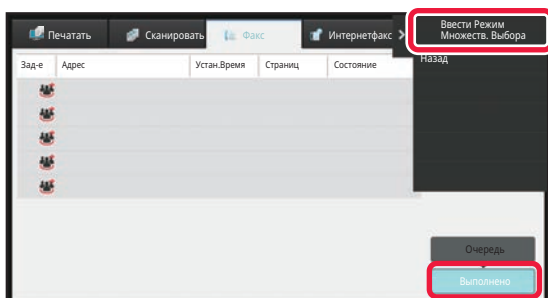 Печатать Сканировать Факс Интернетфакс
Ввести Режим
Множеств. Выбора
Зад-е Адрес Устан.Время Страниц Состояние
Назад
Очередь
Выполнено